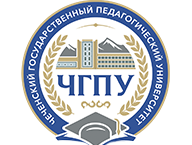 ЧЕЧЕНСКИЙ ГОСУДАРСТВЕННЫЙ ПЕДАГОГИЧЕСКИЙ УНИВЕРСИТЕТ
ЧГПУ